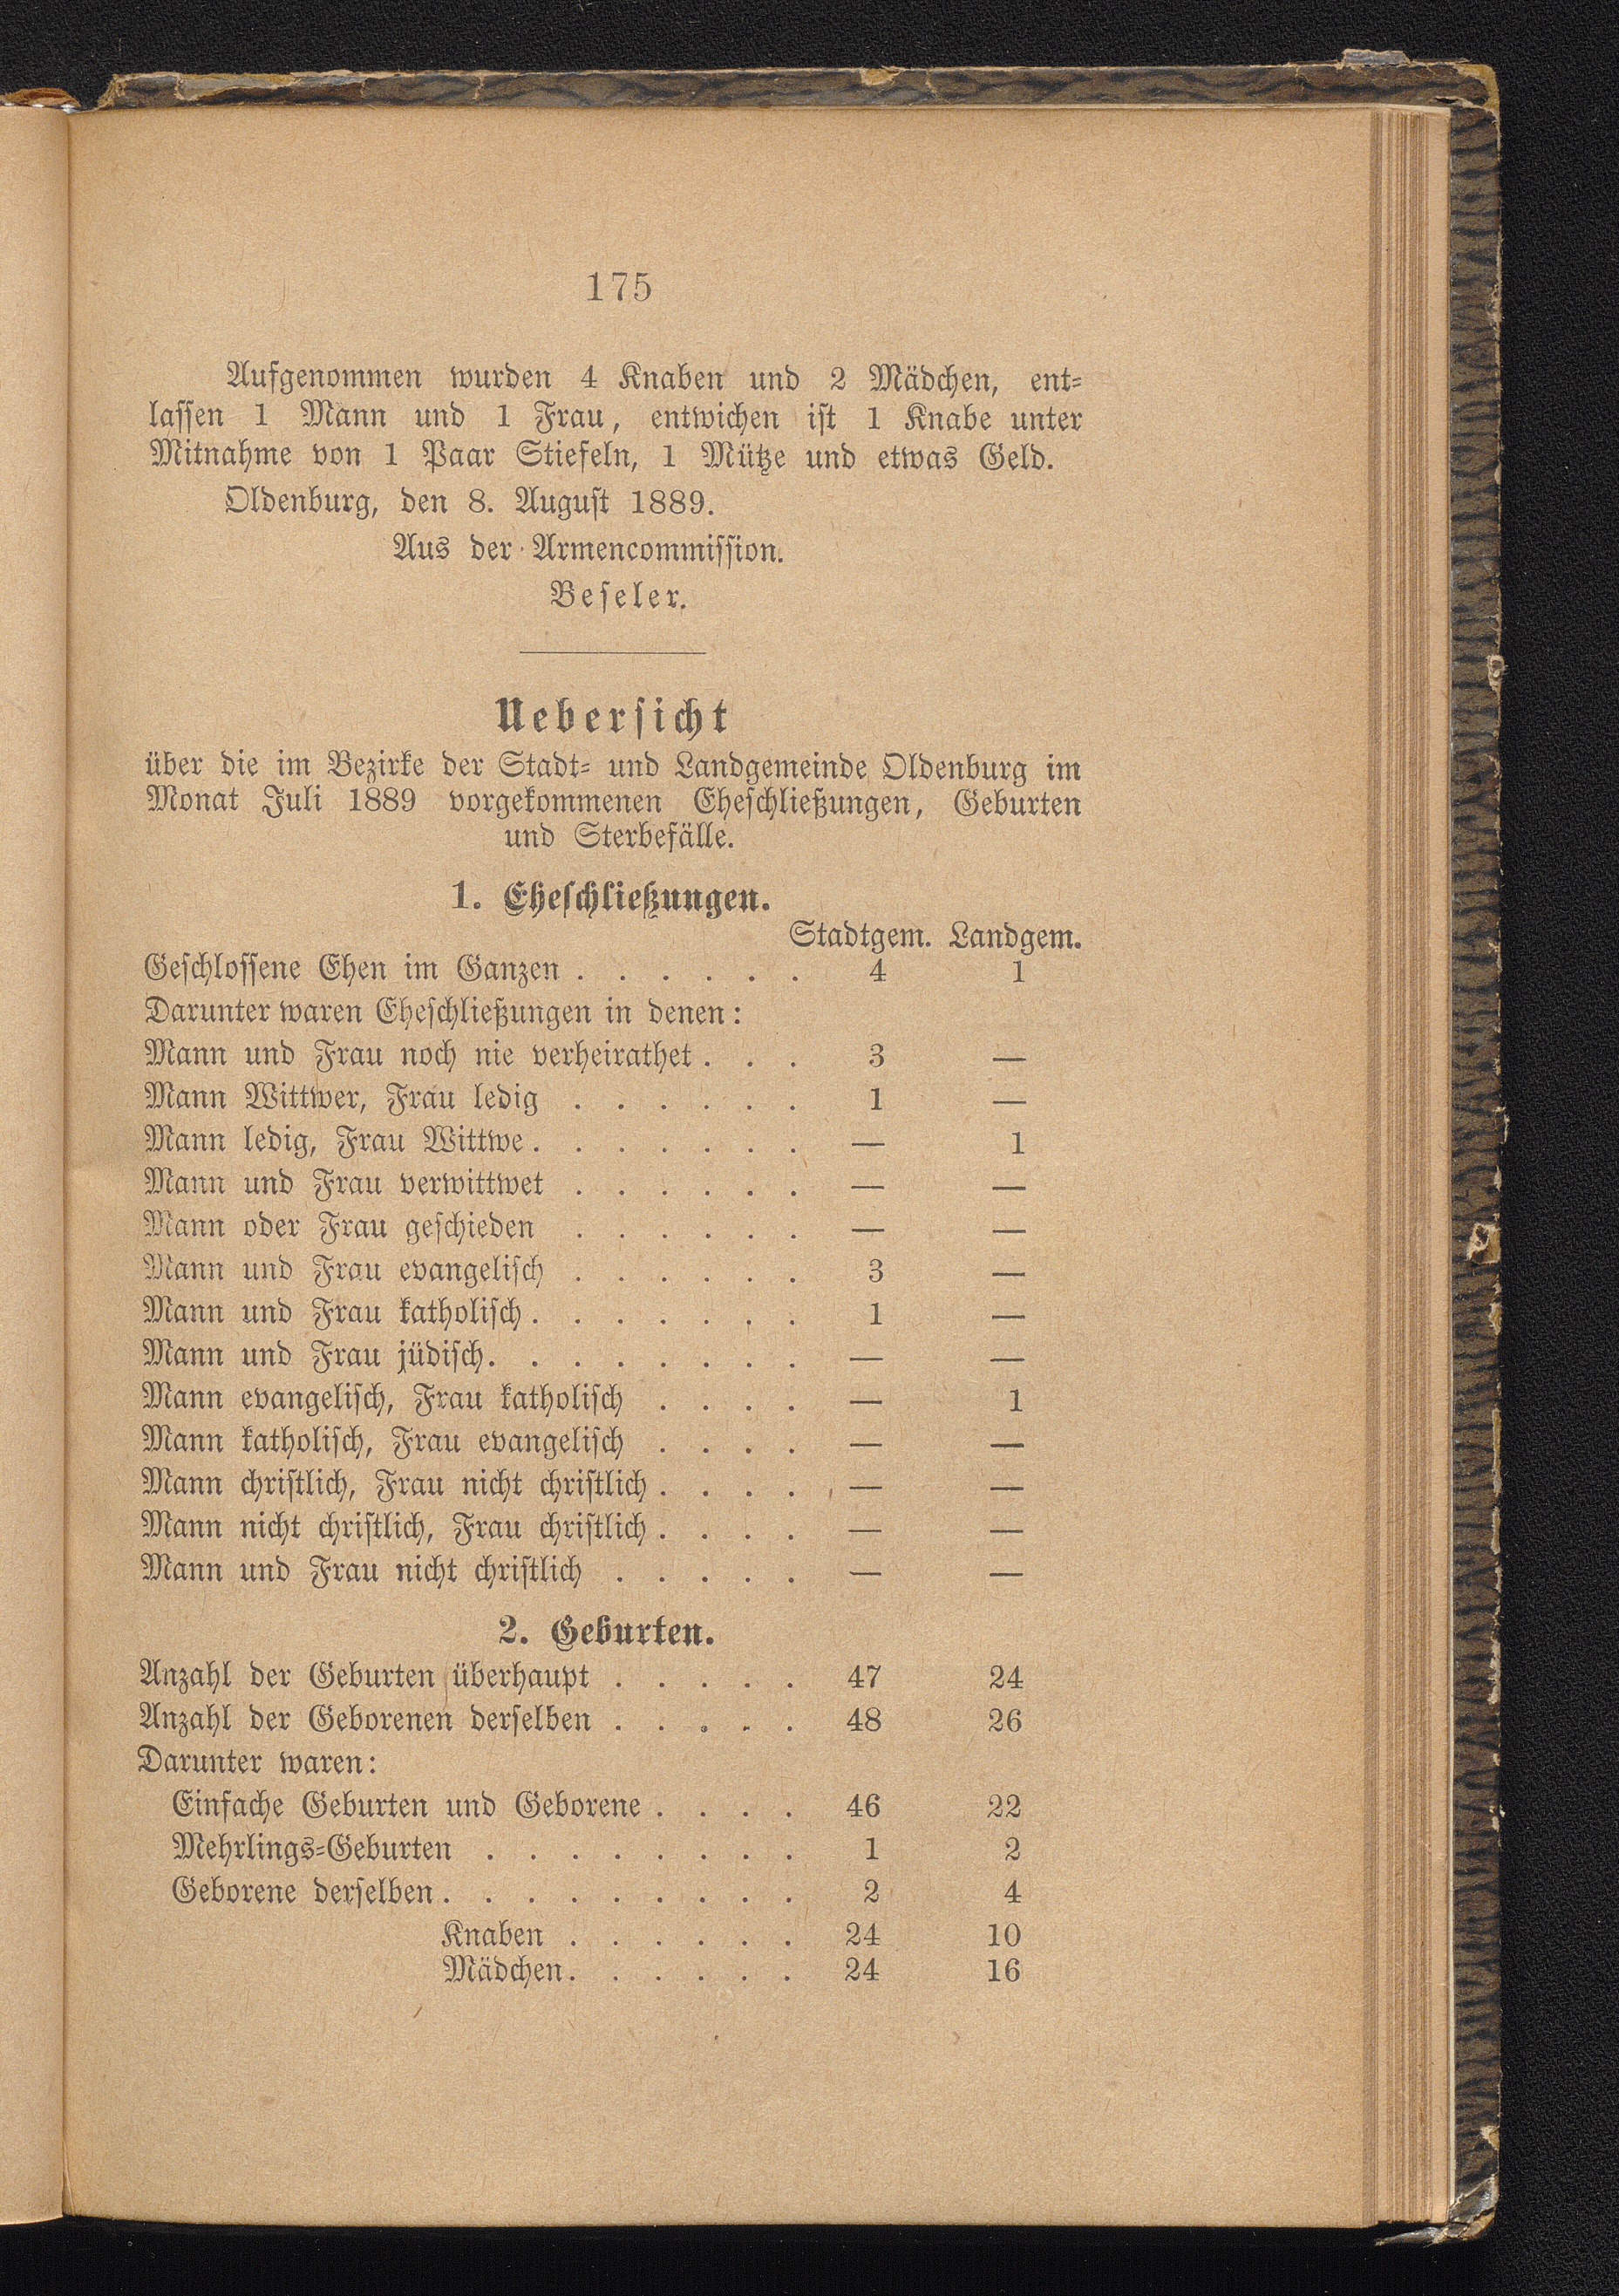 175
Aufgenommen wurden 4 Knaben und 2 Mädchen, ent-
lassen 1 Mann und 1 Frau, entwichen ist 1 Knabe unter
Mitnahme von 1 Paar Stiefeln, 1 Mütze und etwas Geld.
Oldenburg, den 8. August 1889.
Aus der Armencommission.
Beseler.
Uebersicht
über die im Bezirke der Stadt- und Landgemeinde Oldenburg im
Monat Juli 1889 vorgekommenen Eheschließungen, Geburten
und Sterbefälle.
1. Eheschließungen.
Stadtgem. Landgem.
Geschlossene Ehen im Ganzen . . . . . . 4 1
Darunter waren Eheschließungen in denen:
Mann und Frau noch nie verheirathet . . . 3 —
Mann Wittwer, Frau ledig . . . . . . 1 —
Mann ledig, Frau Wittwe . . . . . . . — 1
Mann und Frau verwittwet . . . . . . — —
Mann oder Frau geschieden . . . . . . — —
Mann und Frau evangelisch . . . . . . 3 —
Mann und Frau katholisch . . . . . . . 1 —
Mann und Frau jüdisch. . . . . . . . — —
Mann evangelisch, Frau katholisch . . . . — 1
Mann katholisch, Frau evangelisch . . . . — —
Mann christlich, Frau nicht christlich . . . . — —
Mann nicht christlich, Frau christlich . . . . — —
Mann und Frau nicht christlich . . . . . — —
2. Geburten.
Anzahl der Geburten überhaupt . . . . . 47 24
Anzahl der Geborenen derselben . . . . . 48 26
Darunter waren:
Einfache Geburten und Geborene . . . . 46 22
Mehrlings-Geburten . . . . . . . . 1 2
Geborene derselben . . . . . . . . . 2 4
Knaben . . . . . . 24 10
Mädchen. . . . . . 24 16